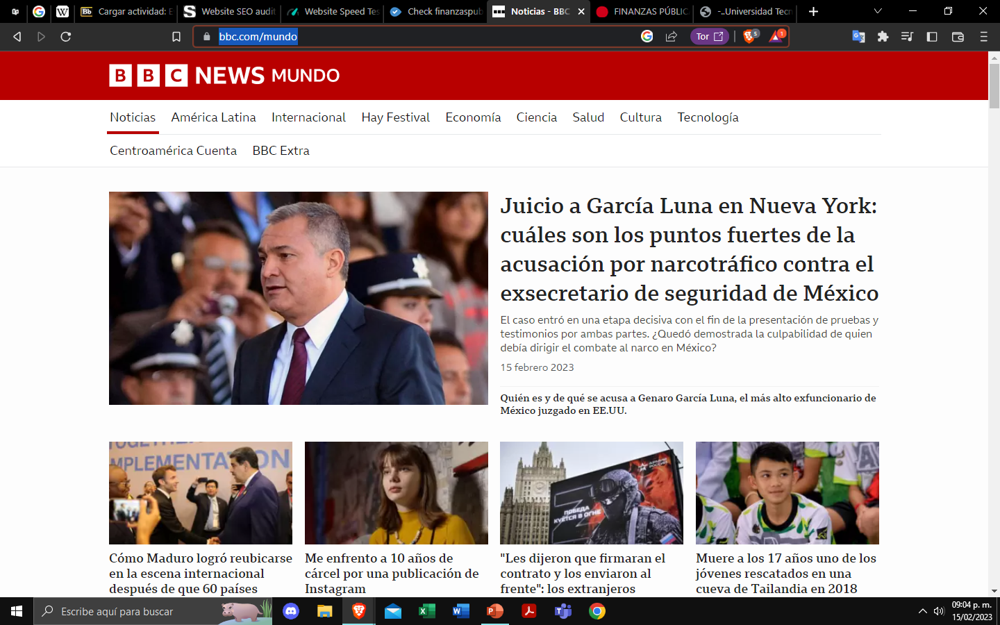 Cargar actividad: E
Website SEO audit
Website Speed Tes
Check finanzaspub
Noticias - BBC
FINANZAS PÚBLIC
-..Universidad Tecn
bbc.com/mundo
Tor
5
1
BBC NEWS MUNDO
Noticias América Latina Internacional Hay Festival Economía Ciencia Salud Cultura Tecnología
Centroamérica Cuenta BBC Extra
Juicio a García Luna en Nueva York:
cuáles son los puntos fuertes de la
acusación por narcotráfico contra el
exsecretario de seguridad de México
El caso entró en una etapa decisiva con el fin de la presentación de pruebas y
testimonios por ambas partes. ¿Quedó demostrada la culpabilidad de quien
debía dirigir el combate al narco en México?
15 febrero 2023
Quién es y de qué se acusa a Genaro García Luna, el más alto exfuncionario de
México juzgado en EE.UU.
IMPLEMENTATION
АРМИЯ
РОССИИ
ПОБЕДА
КУЁТСЯ В ОГНЕ
Cómo Maduro logró reubicarse
en la escena internacional
después de que 60 países
Me enfrento a 10 años de
cárcel por una publicación de
Instagram
"Les dijeron que firmaran el
contrato y los enviaron al
frente": los extranjeros
Muere a los 17 años uno de los
jóvenes rescatados en una
cueva de Tailandia en 2018
Escribe aquí para buscar
09:04 p. m.
15/02/2023